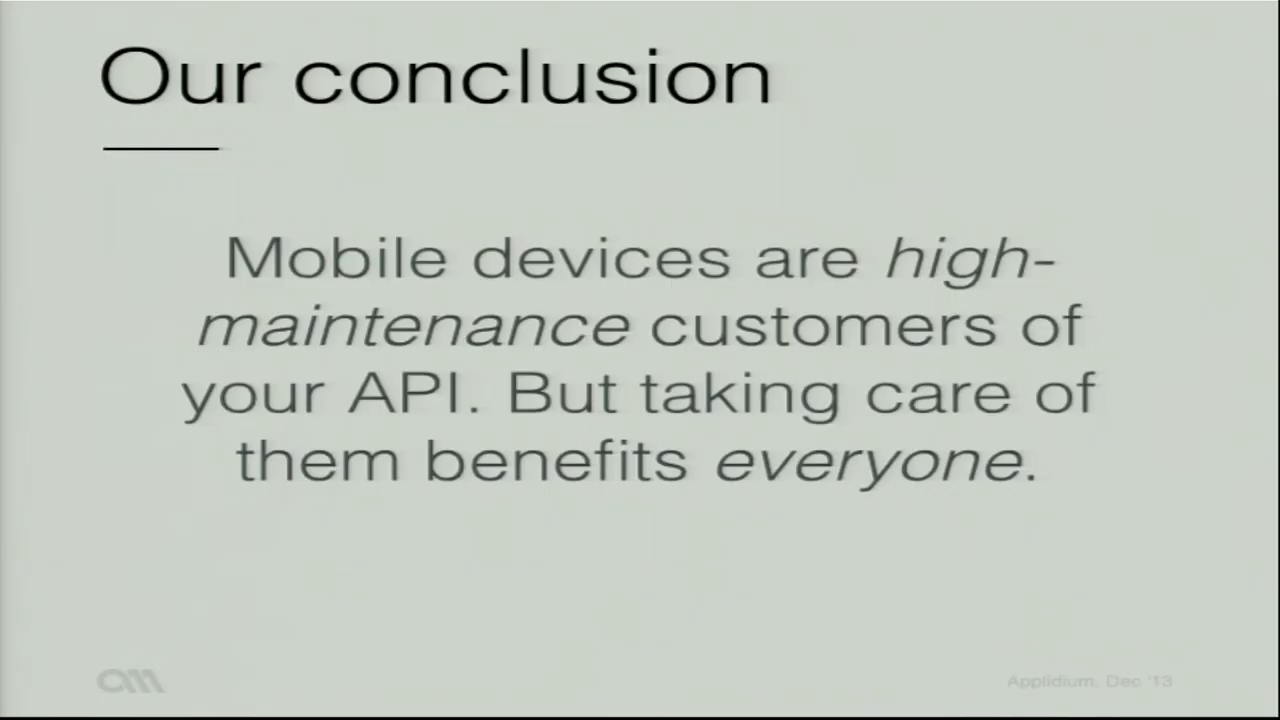 Our conclusion
Mobile devices are high-
maintenance customers of
your API. But taking care of
them benefits everyone.
Applidium, Dec '13